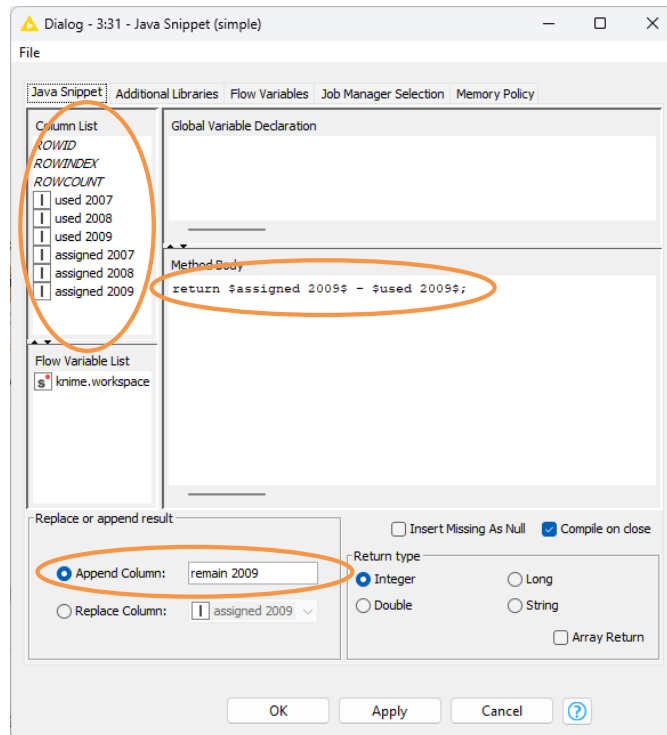 Dialog - 3:31 - Java Snippet (simple)
File
Java Snippet Additional Libraries Flow Variables Job Manager Selection Memory Policy
Column List
ROWID
ROWINDEX
ROWCOUNT
I used 2007
I used 2008
I used 2009
I assigned 2007
I assigned 2008
I assigned 2009
Global Variable Declaration
Method Body
return $assigned 2009$ - $used 2009$;
Flow Variable List
s knime.workspace
Replace or append result
Append Column: remain 2009
Replace Column: I assigned 2009
Insert Missing As Null Compile on close
Return type
Integer Long
Double String
Array Return
OK Apply Cancel ?